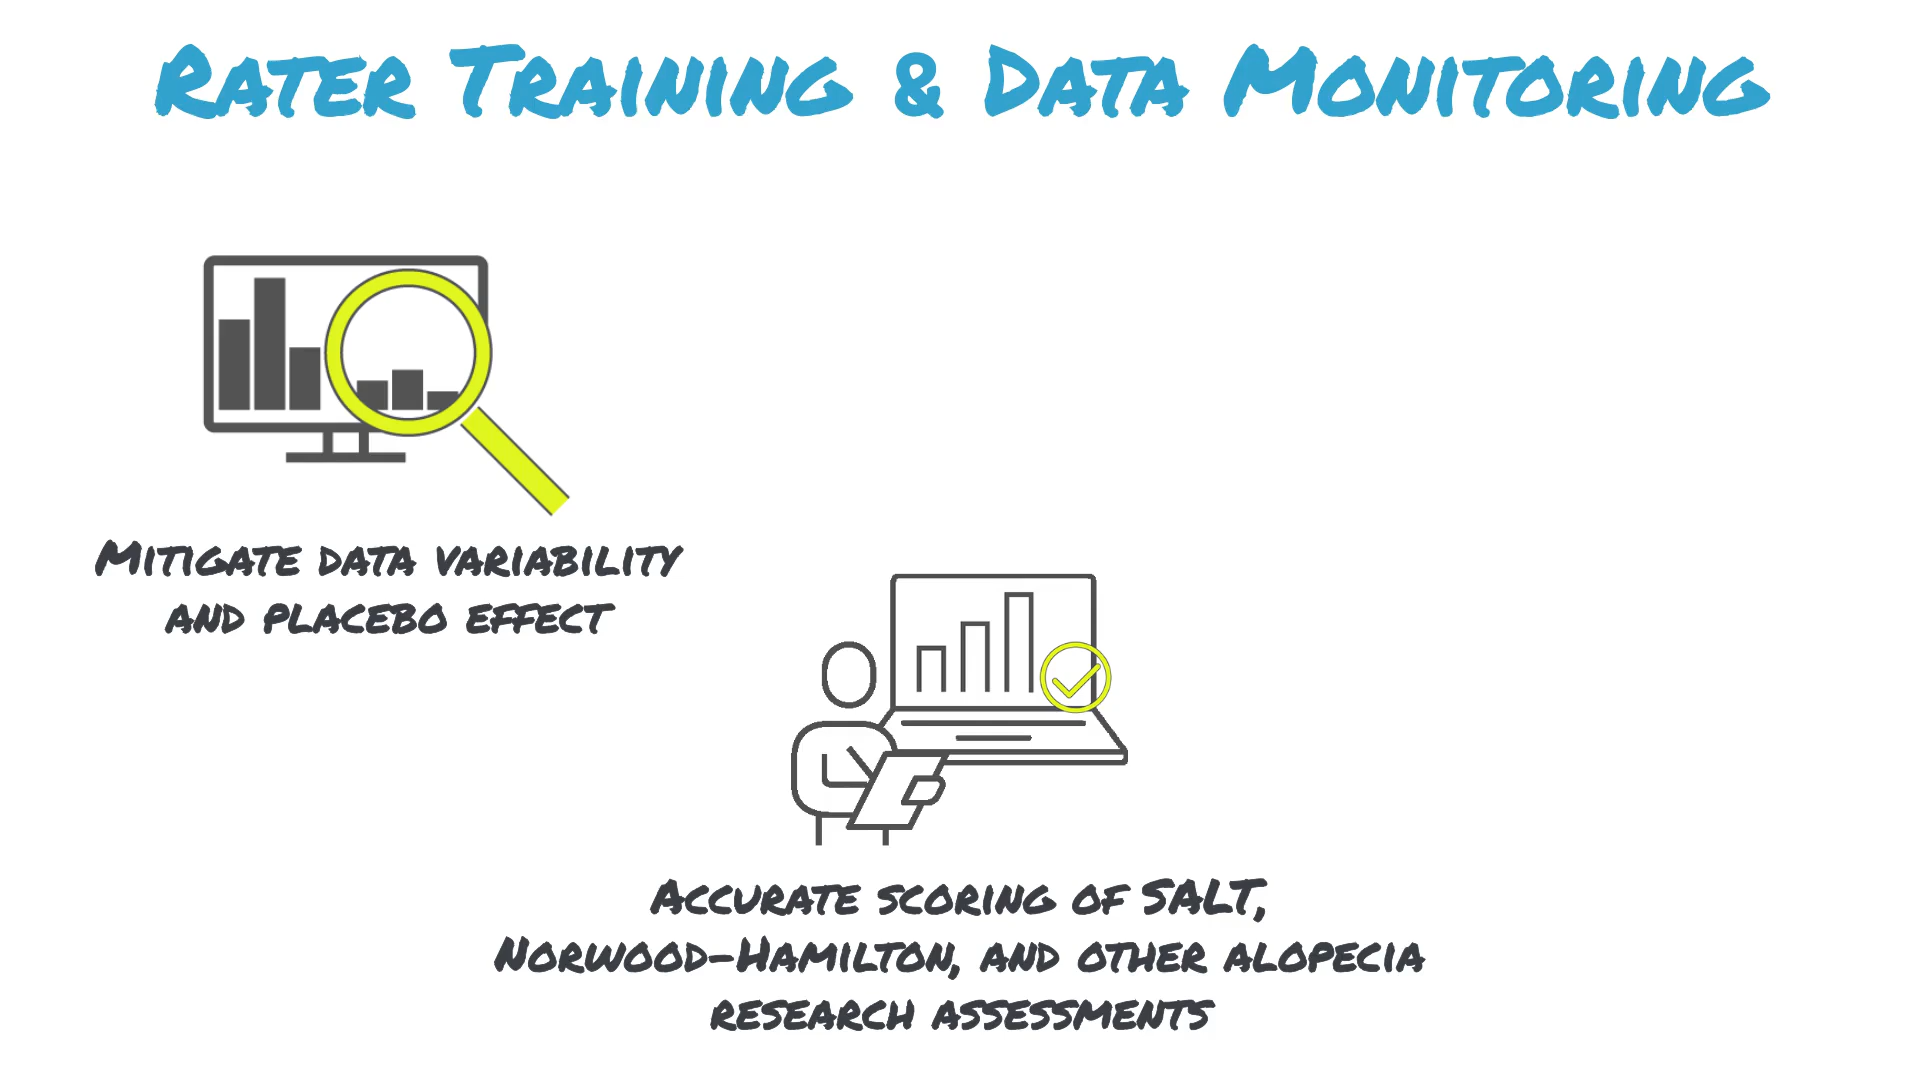 Rater Training & Data Monitoring
Mitigate data variability
and placebo effect
Accurate scoring of SALT,
Norwood-Hamilton, and other alopecia
research assessments